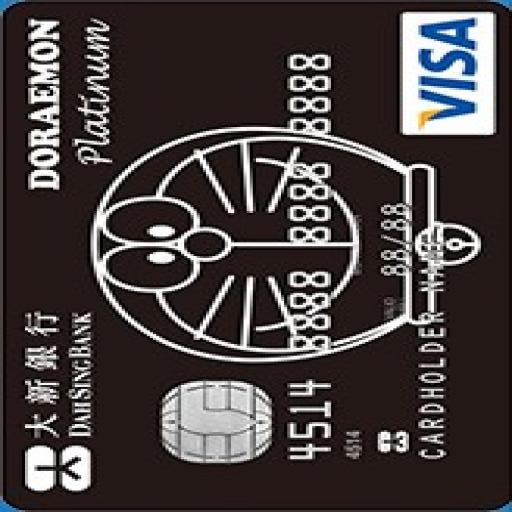 大新銀行
DAH SING BANK
DORAEMON
Platinum
4514 8888 8888 8888
4514
88/88
CARDHOLDER NAME
VISA